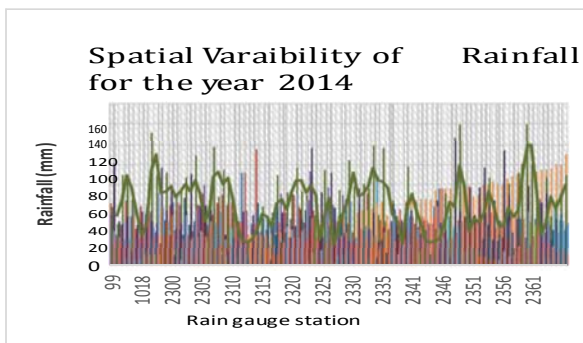 Spatial Varaibility of Rainfall
for the year 2014
Rainfall (mm)
160
140
120
100
80
60
40
20
0
99 1018 2300 2305 2310 2315 2320 2325 2330 2335 2341 2346 2351 2356 2361
Rain gauge station